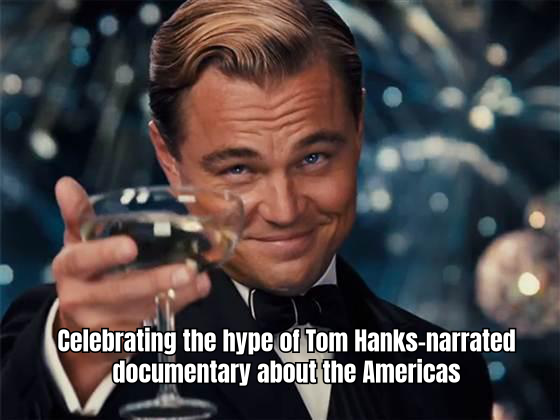 Celebrating the hype of Tom Hanks-narrated
documentary about the Americas